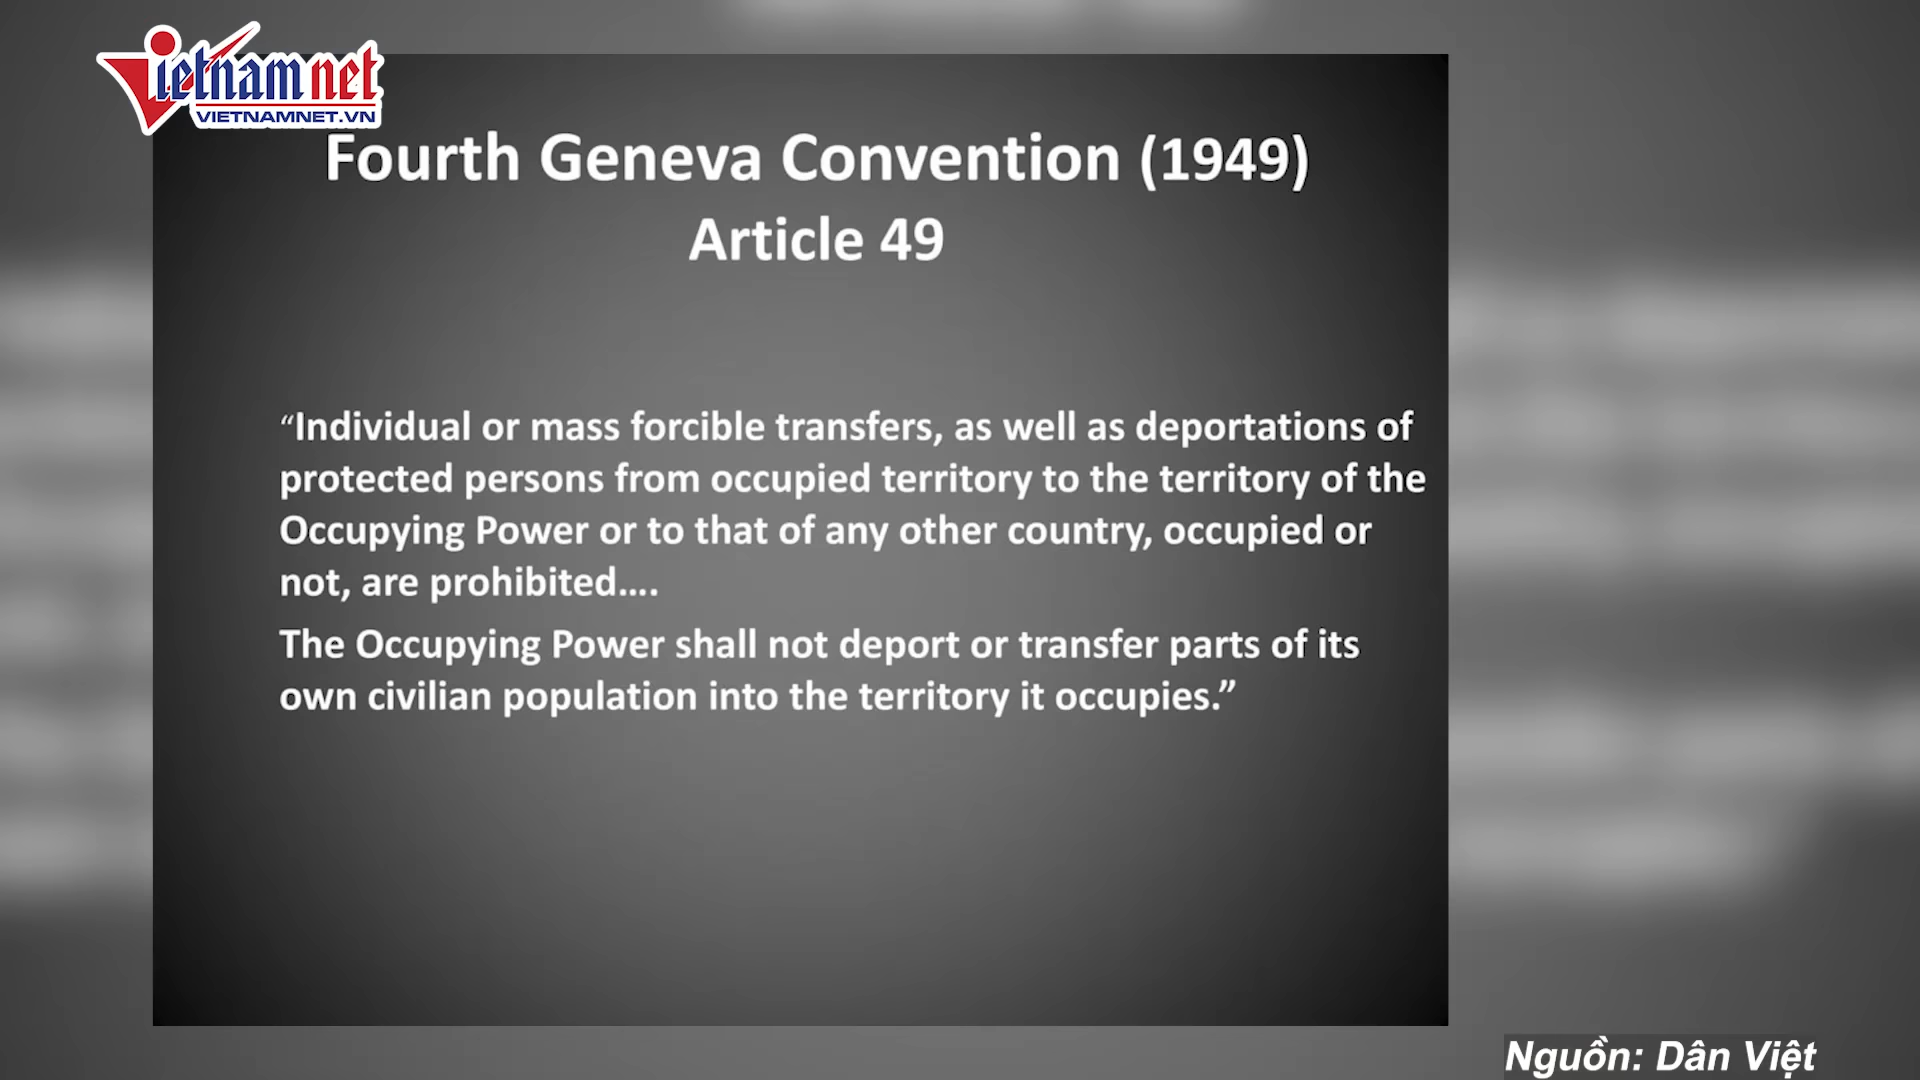 Vietnamnet
VIETNAMNET.VN
Fourth Geneva Convention (1949)
Article 49
“Individual or mass forcible transfers, as well as deportations of
protected persons from occupied territory to the territory of the
Occupying Power or to that of any other country, occupied or
not, are prohibited….
The Occupying Power shall not deport or transfer parts of its
own civilian population into the territory it occupies.”
Nguồn: Dân Việt